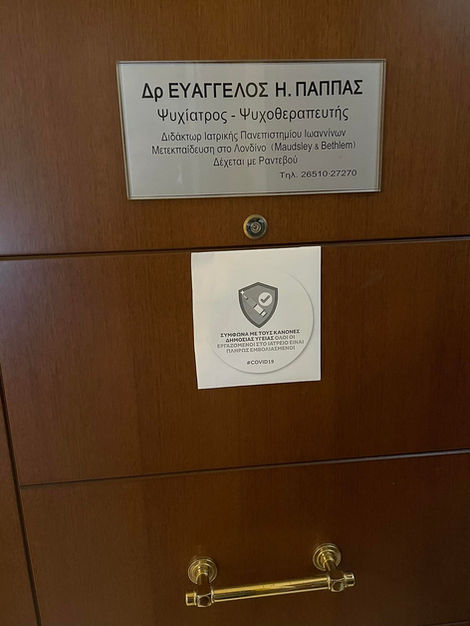 Δρ ΕΥΑΓΓΕΛΟΣ Η. ΠΑΠΠΑΣ
Ψυχίατρος - Ψυχοθεραπευτής
Διδάκτωρ Ιατρικής Πανεπιστημίου Ιωαννίνων
Μετεκπαίδευση στο Λονδίνο (Maudsley & Bethlem)
Δέχεται με Ραντεβού
Τηλ. 26510-27270
ΣΥΜΦΩΝΑ ΜΕ ΤΟΥΣ ΚΑΝΟΝΕΣ
ΔΗΜΟΣΙΑΣ ΥΓΕΙΑΣ ΟΛΟΙ ΟΙ
ΕΡΓΑΖΟΜΕΝΟΙ ΣΤΟ ΙΑΤΡΕΙΟ ΕΙΝΑΙ
ΠΛΗΡΩΣ ΕΜΒΟΛΙΑΣΜΕΝΟΙ
#COVID19